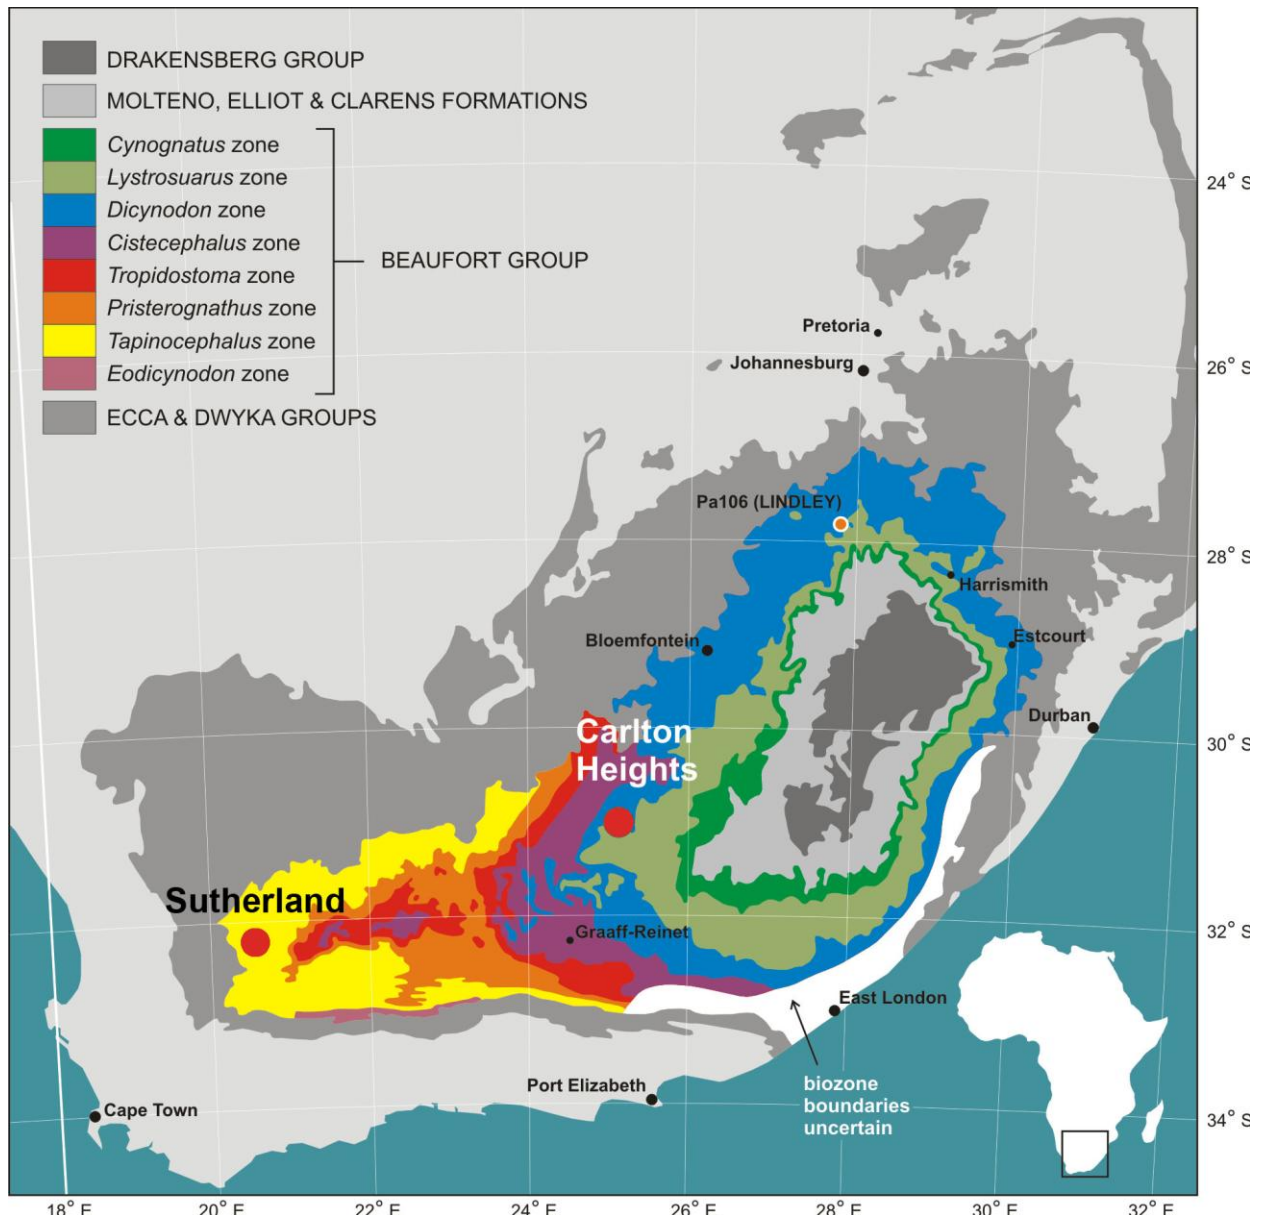 DRAKENSBERG GROUP
MOLTENO, ELLIOT & CLARENS FORMATIONS
Cynognatus zone
Lystrosuarus zone
Dicynodon zone
Cistecephalus zone
Tropidostoma zone
Pristerognathus zone
Tapinocephalus zone
Eodicynodon zone
BEAUFORT GROUP
ECCA & DWYKA GROUPS
Pretoria
Johannesburg
Pa106 (LINDLEY)
Harrismith
Bloemfontein
Estcourt
Durban
Carlton
Heights
Sutherland
Graaff-Reinet
East London
Port Elizabeth
Cape Town
biozone
boundaries
uncertain
24° S
26° S
28° S
30° S
32° S
34° S
18° E
20° E
22° E
24° E
26° E
28° E
30° E
32° E